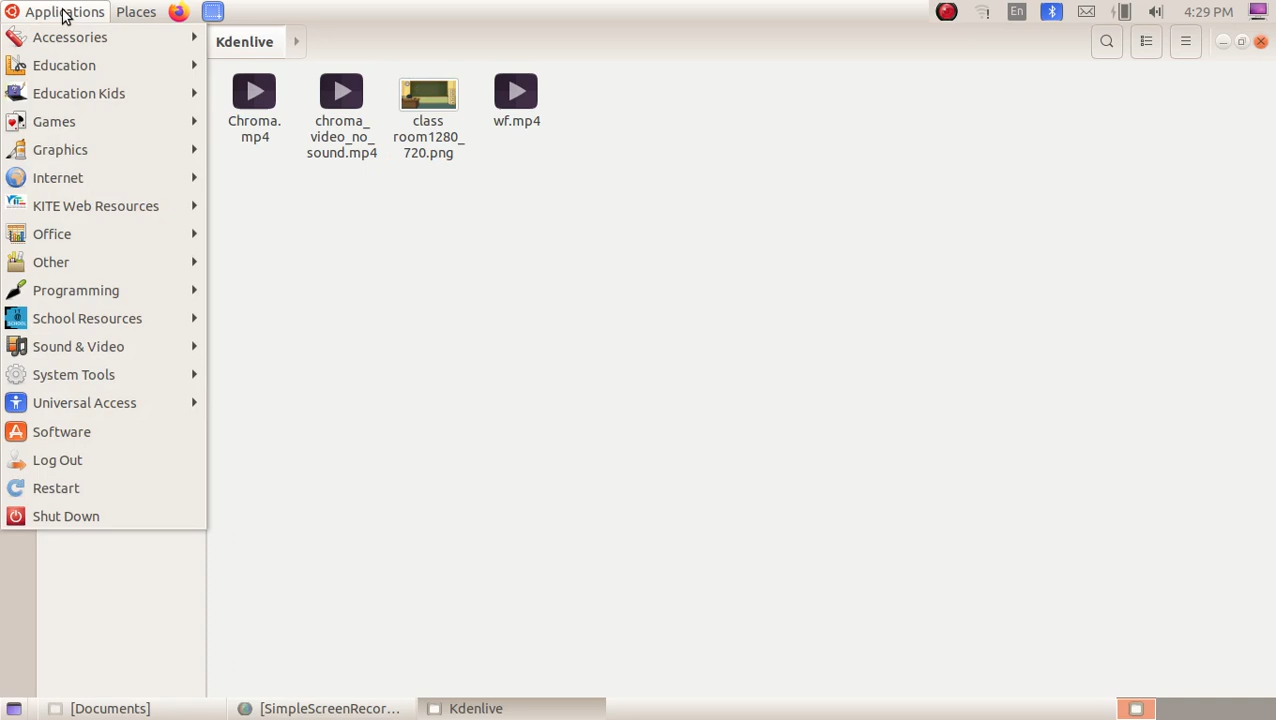 Applications Places En 4:29 PM
Kdenlive
Accessories
Education
Education Kids
Games
Graphics
Internet
KITE Web Resources
Office
Other
Programming
School Resources
Sound & Video
System Tools
Universal Access
Software
Log Out
Restart
Shut Down
Chroma.
mp4
chroma_
video_no_
sound.mp4
class
room1280_
720.png
wf.mp4
[Documents] [SimpleScreenRecor... Kdenlive